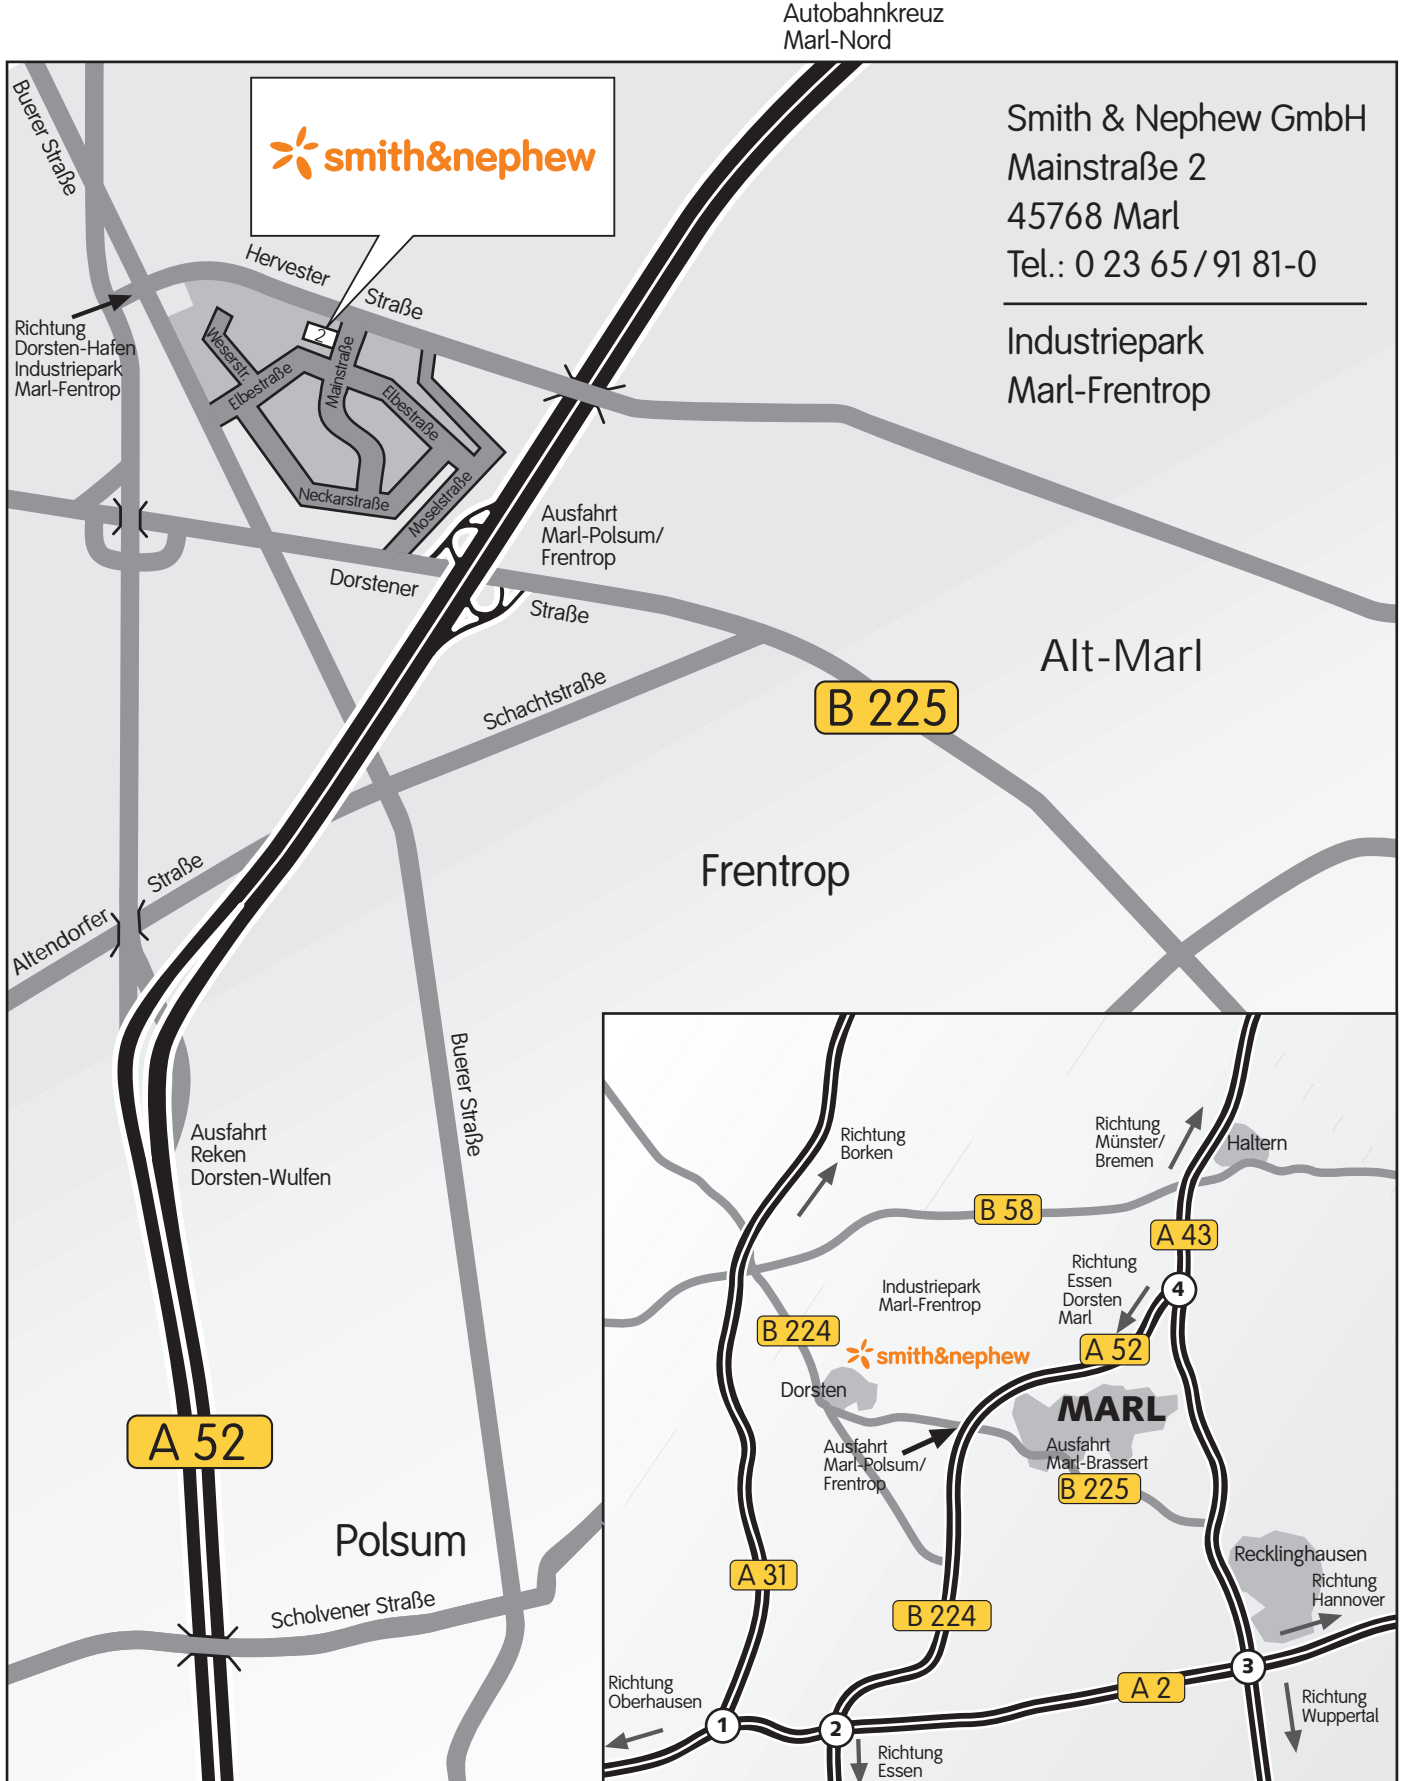 Autobahnkreuz
Marl-Nord
Buerer Straße
smith&nephew
Smith & Nephew GmbH
Mainstraße 2
45768 Marl
Tel.: 0 23 65/91 81-0
Industriepark
Marl-Frentrop
Hervester
Straße
Richtung
Dorsten-Hafen
Industriepark
Marl-Fentrop
2
Weserstr.
Elbestraße
Mainstraße
Elbestraße
Neckarstraße
Moselstraße
Ausfahrt
Marl-Polsum/
Frentrop
Dorstener
Straße
Schachtstraße
Alt-Marl
B 225
Frentrop
Altendorfer
Straße
Buerer Straße
Ausfahrt
Reken
Dorsten-Wulfen
A 52
Polsum
Scholvener Straße
Richtung
Borken
Richtung
Münster/
Bremen
Haltern
B 58
A 43
Richtung
Essen
Dorsten
Marl
4
Industriepark
Marl-Frentrop
B 224
smith&nephew
A 52
Dorsten
MARL
Ausfahrt
Marl-Polsum/
Frentrop
Ausfahrt
Marl-Brassert
B 225
Recklinghausen
Richtung
Hannover
A 31
B 224
3
A 2
Richtung
Oberhausen
1
2
Richtung
Wuppertal
Richtung
Essen